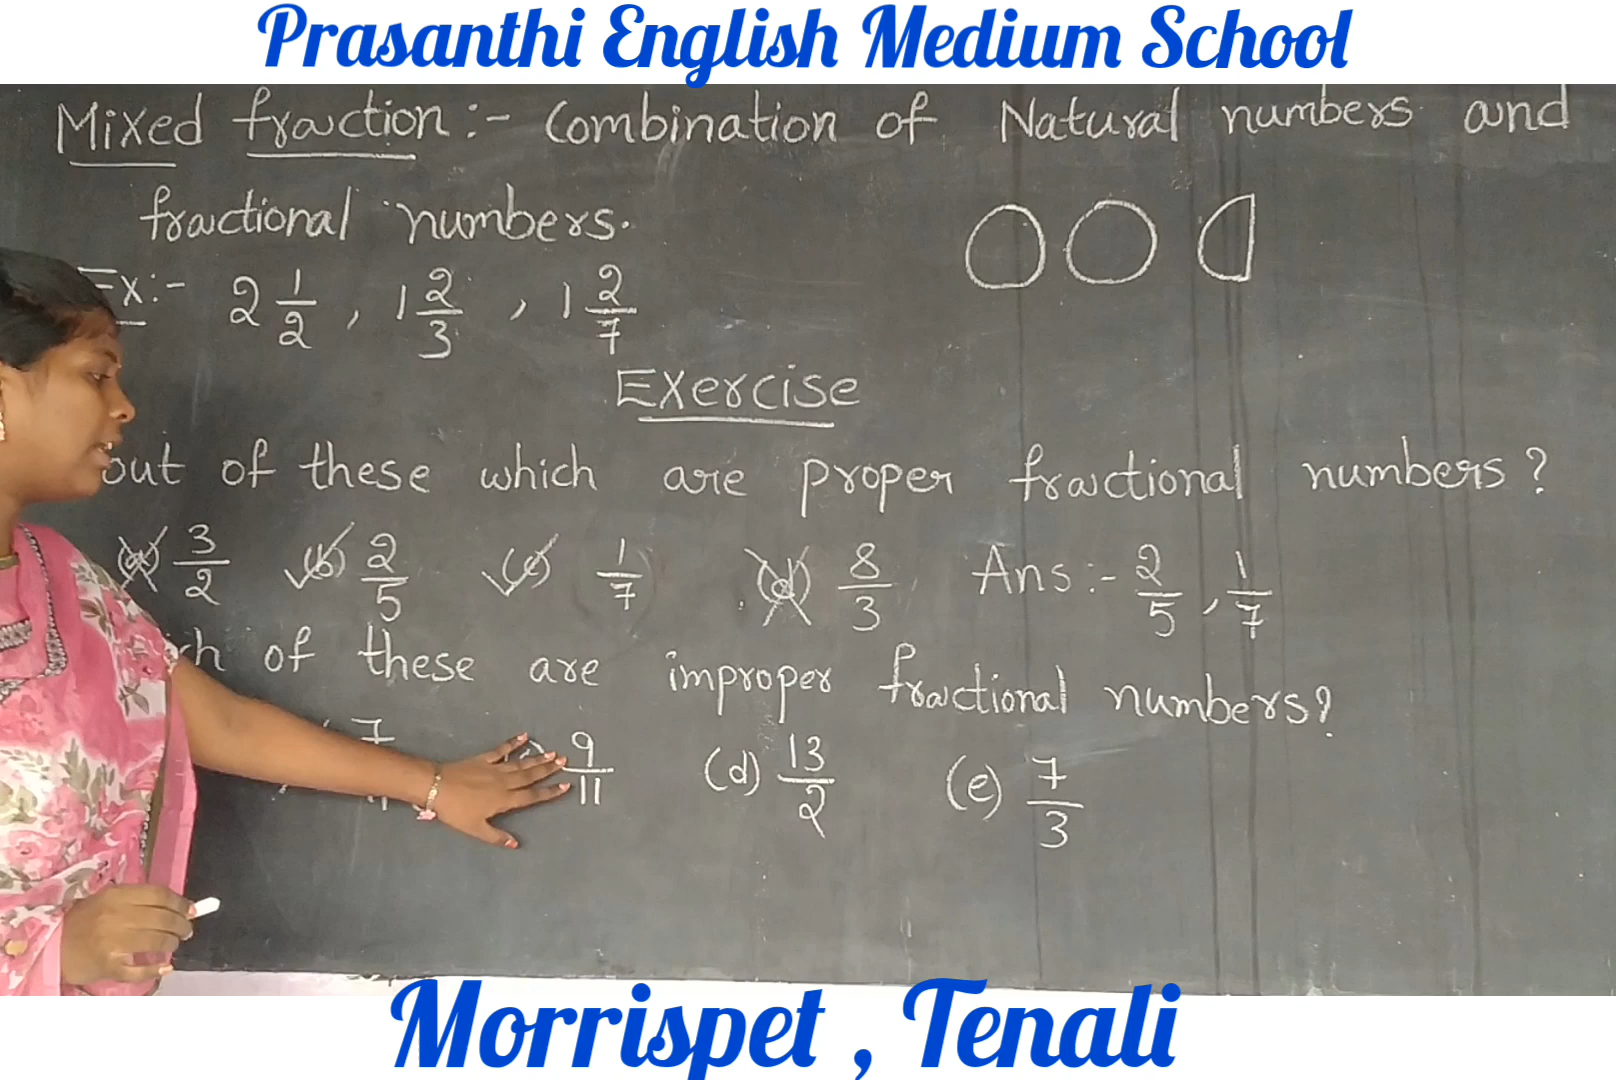 Prasanthi English Medium School
Mixed fraction :- Combination of Natural numbers and
fractional numbers.
Ex:- 2 1/2 , 1 2/3 , 1 2/7
Exercise
out of these which are proper fractional numbers?
(a) 3/2 (b) 2/5 (c) 1/7 (d) 8/3 Ans:- 2/5 , 1/7
of these are improper fractional numbers?
7 9/11 (d) 13/2 (e) 7/3
Morrispet , Tenali